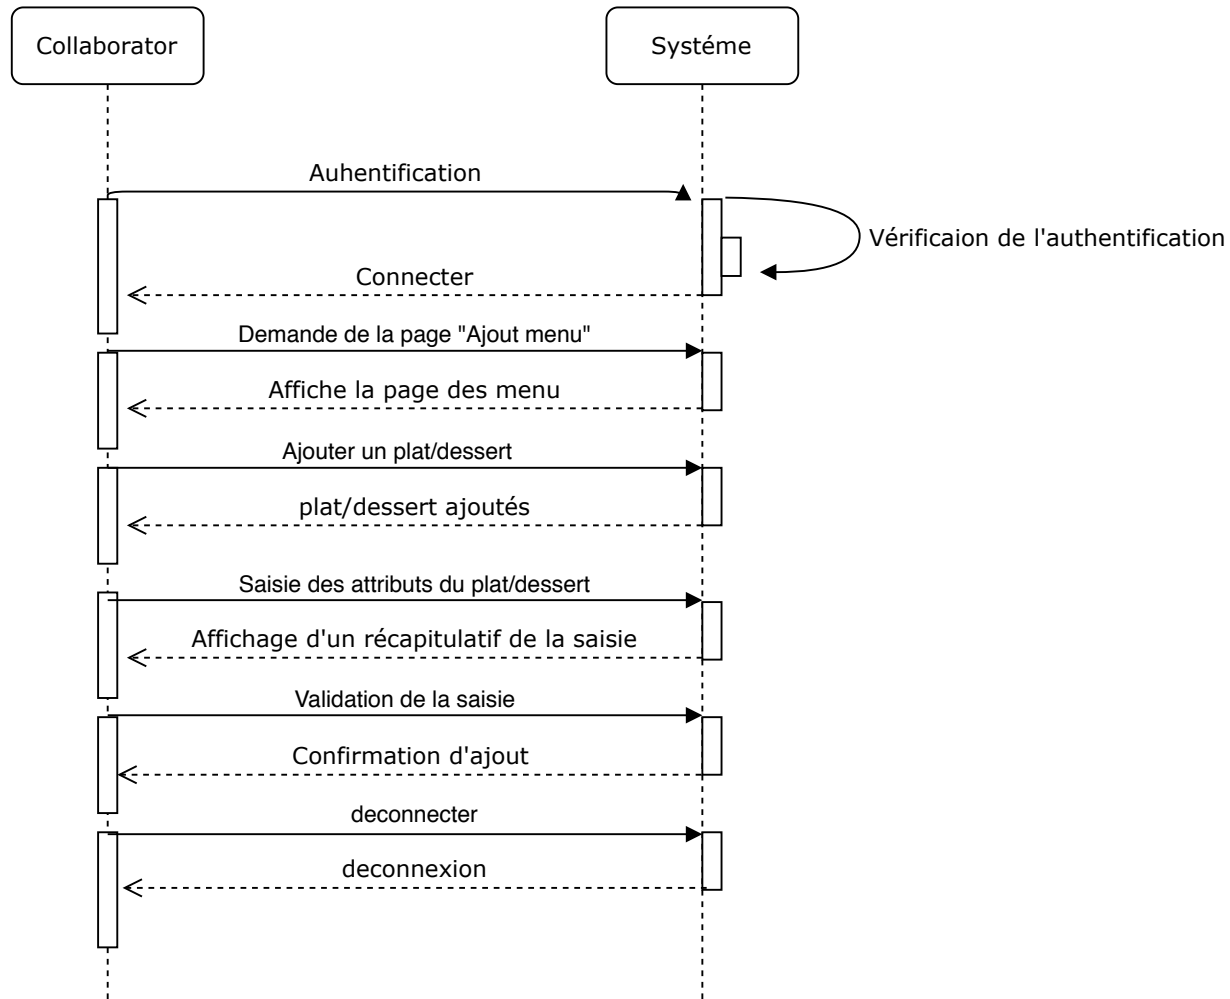 Collaborator
Systéme
Auhentification
Vérificaion de l'authentification
Connecter
Demande de la page "Ajout menu"
Affiche la page des menu
Ajouter un plat/dessert
plat/dessert ajoutés
Saisie des attributs du plat/dessert
Affichage d'un récapitulatif de la saisie
Validation de la saisie
Confirmation d'ajout
deconnecter
deconnexion